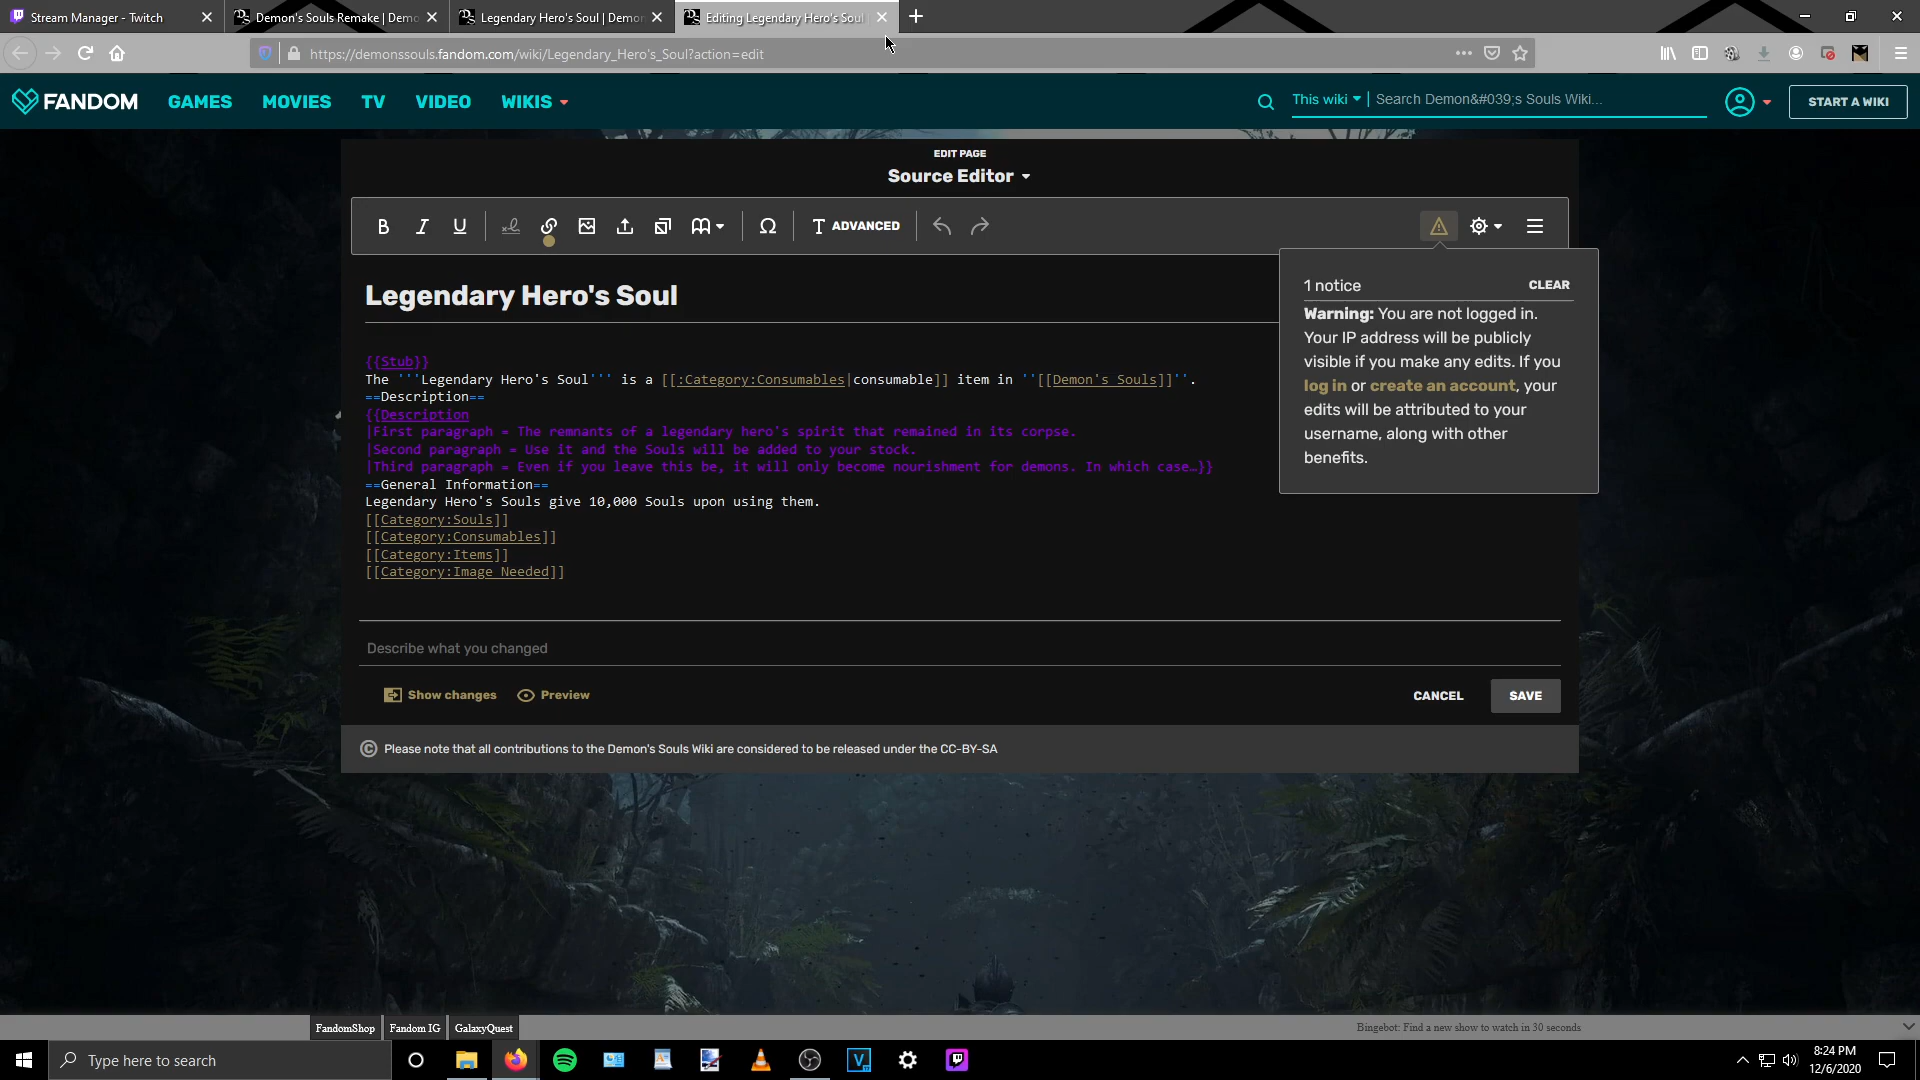 Stream Manager - Twitch
Demon's Souls Remake | Demo
Legendary Hero's Soul | Demon
Editing Legendary Hero's Soul
https://demonssouls.fandom.com/wiki/Legendary_Hero's_Soul?action=edit
FANDOM
GAMES
MOVIES
TV
VIDEO
WIKIS
This wiki
Search Demon&#039;s Souls Wiki...
START A WIKI
EDIT PAGE
Source Editor
B
I
U
Ω
T ADVANCED
Legendary Hero's Soul
1 notice
CLEAR
Warning: You are not logged in.
Your IP address will be publicly
visible if you make any edits. If you
log in or create an account, your
edits will be attributed to your
username, along with other
benefits.
{{Stub}}
The '''Legendary Hero's Soul''' is a [[:Category:Consumables|consumable]] item in ''[[Demon's Souls]]''.
==Description==
{{Description
|First paragraph = The remnants of a legendary hero's spirit that remained in its corpse.
|Second paragraph = Use it and the Souls will be added to your stock.
|Third paragraph = Even if you leave this be, it will only become nourishment for demons. In which case…}}
==General Information==
Legendary Hero's Souls give 10,000 Souls upon using them.
[[Category:Souls]]
[[Category:Consumables]]
[[Category:Items]]
[[Category:Image Needed]]
Describe what you changed
Show changes
Preview
CANCEL
SAVE
© Please note that all contributions to the Demon's Souls Wiki are considered to be released under the CC-BY-SA
FandomShop
Fandom IG
GalaxyQuest
Bingebot: Find a new show to watch in 30 seconds
Type here to search
8:24 PM
12/6/2020